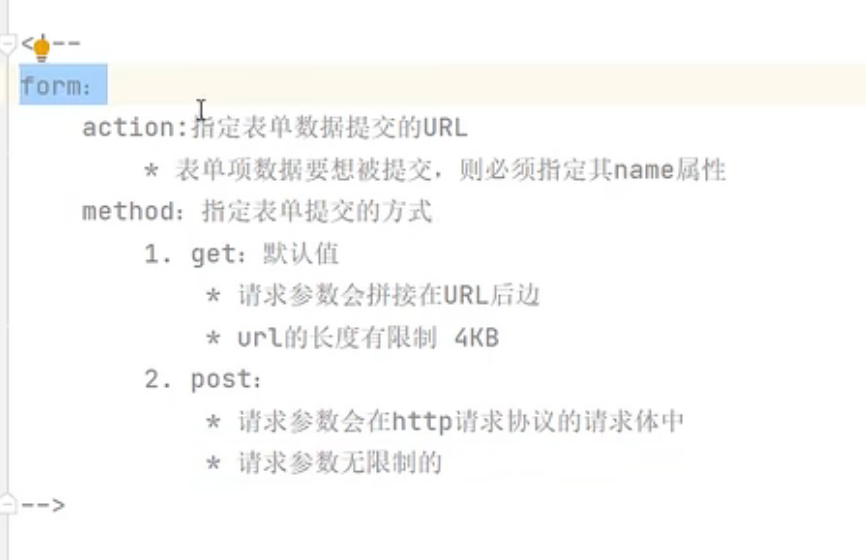 <!--
form:
action:指定表单数据提交的URL
* 表单项数据要想被提交，则必须指定其name属性
method：指定表单提交的方式
1. get：默认值
* 请求参数会拼接在URL后边
* url的长度有限制 4KB
2. post：
* 请求参数会在http请求协议的请求体中
* 请求参数无限制的
-->